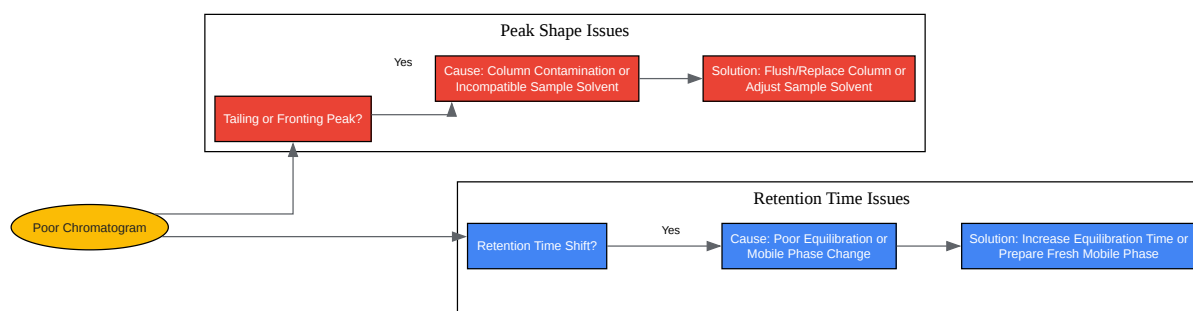 Peak Shape Issues
Yes
Cause: Column Contamination or
Incompatible Sample Solvent
Solution: Flush/Replace Column or
Adjust Sample Solvent
Tailing or Fronting Peak?
Poor Chromatogram
Retention Time Issues
Retention Time Shift?
Yes
Cause: Poor Equilibration or
Mobile Phase Change
Solution: Increase Equilibration Time or
Prepare Fresh Mobile Phase